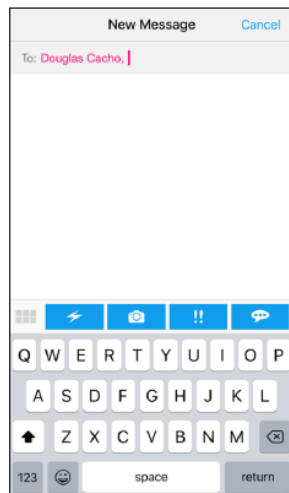 New Message Cancel
To: Douglas Cacho,
!!
Q W E R T Y U I O P
A S D F G H J K L
Z X C V B N M
123 space return